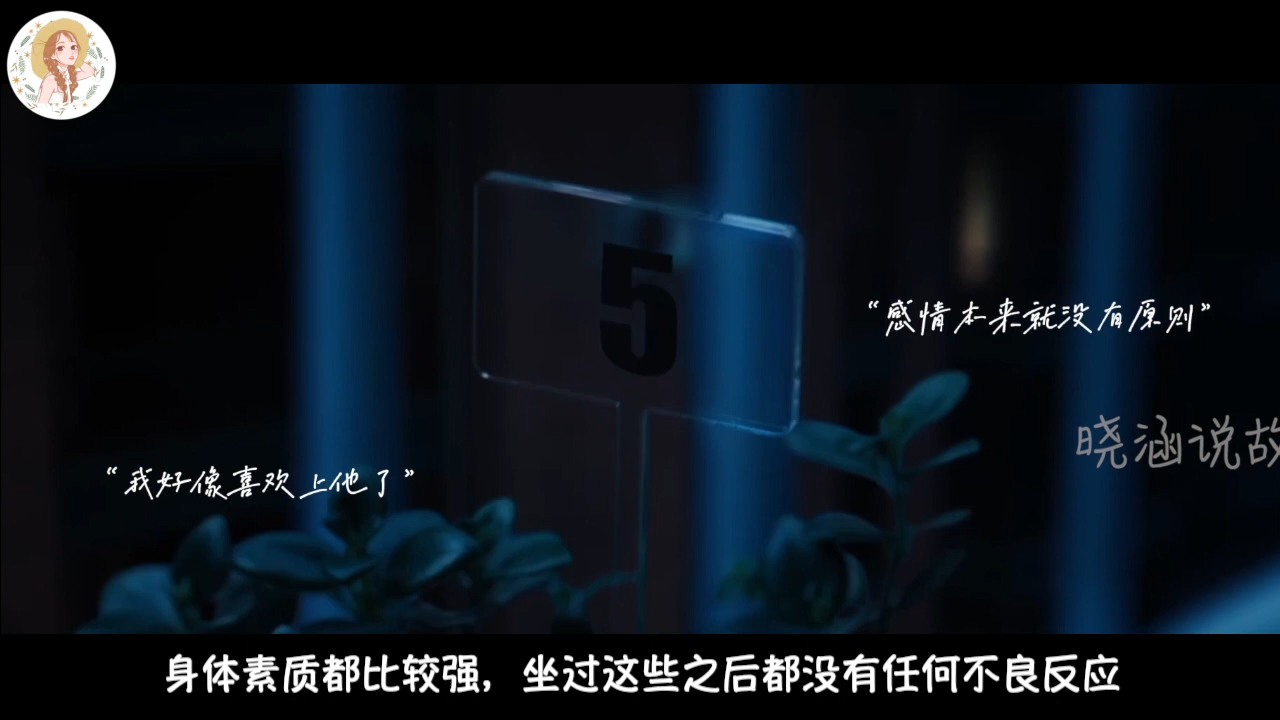 5
“感情本来就没有原则”
晓涵说故
“我好像喜欢上他了”
身体素质都比较强，坐过这些之后都没有任何不良反应